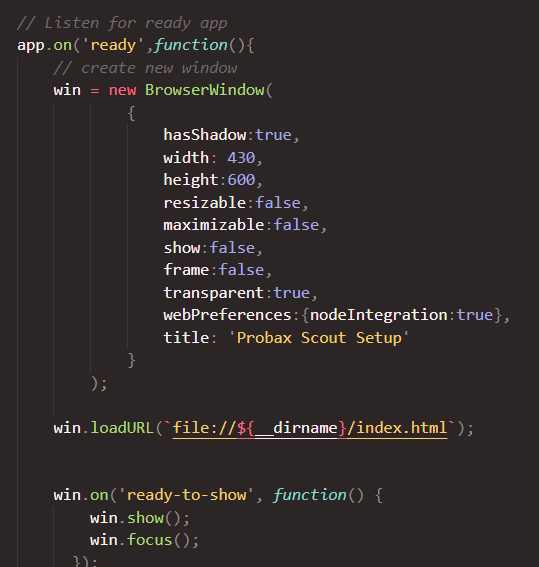 // Listen for ready app
app.on('ready',function(){
// create new window
win = new BrowserWindow(
{
hasShadow:true,
width: 430,
height:600,
resizable:false,
maximizable:false,
show:false,
frame:false,
transparent:true,
webPreferences:{nodeIntegration:true},
title: 'Probax Scout Setup'
}
);
win.loadURL(`file://${__dirname}/index.html`);
win.on('ready-to-show', function() {
win.show();
win.focus();
});